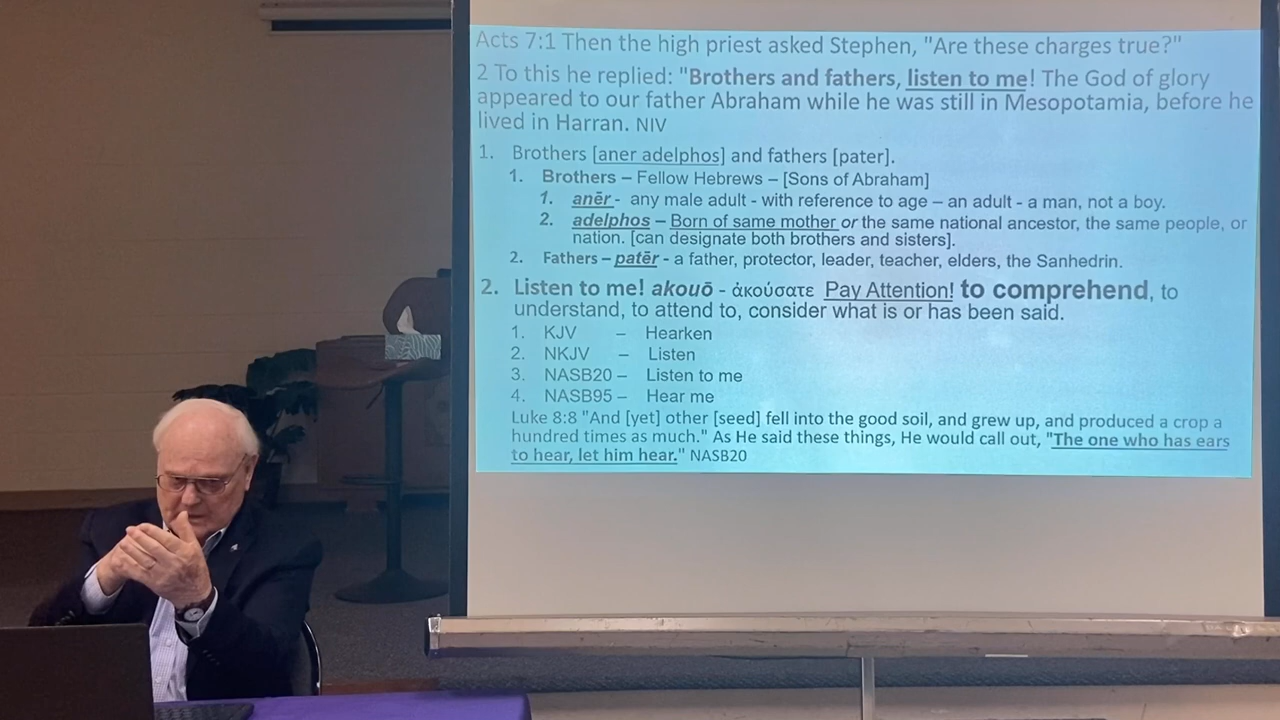 Acts 7:1 Then the high priest asked Stephen, "Are these charges true?"
2 To this he replied: "Brothers and fathers, listen to me! The God of glory
appeared to our father Abraham while he was still in Mesopotamia, before he
lived in Harran. NIV
1. Brothers [aner adelphos] and fathers [pater].
1. Brothers – Fellow Hebrews – [Sons of Abraham]
1. anēr - any male adult - with reference to age – an adult - a man, not a boy.
2. adelphos – Born of same mother or the same national ancestor, the same people, or
nation. [can designate both brothers and sisters].
2. Fathers – patēr - a father, protector, leader, teacher, elders, the Sanhedrin.
2. Listen to me! akouō - ἀκούσατε Pay Attention! to comprehend, to
understand, to attend to, consider what is or has been said.
1. KJV – Hearken
2. NKJV – Listen
3. NASB20 – Listen to me
4. NASB95 – Hear me
Luke 8:8 "And [yet] other [seed] fell into the good soil, and grew up, and produced a crop a
hundred times as much." As He said these things, He would call out, "The one who has ears
to hear, let him hear." NASB20